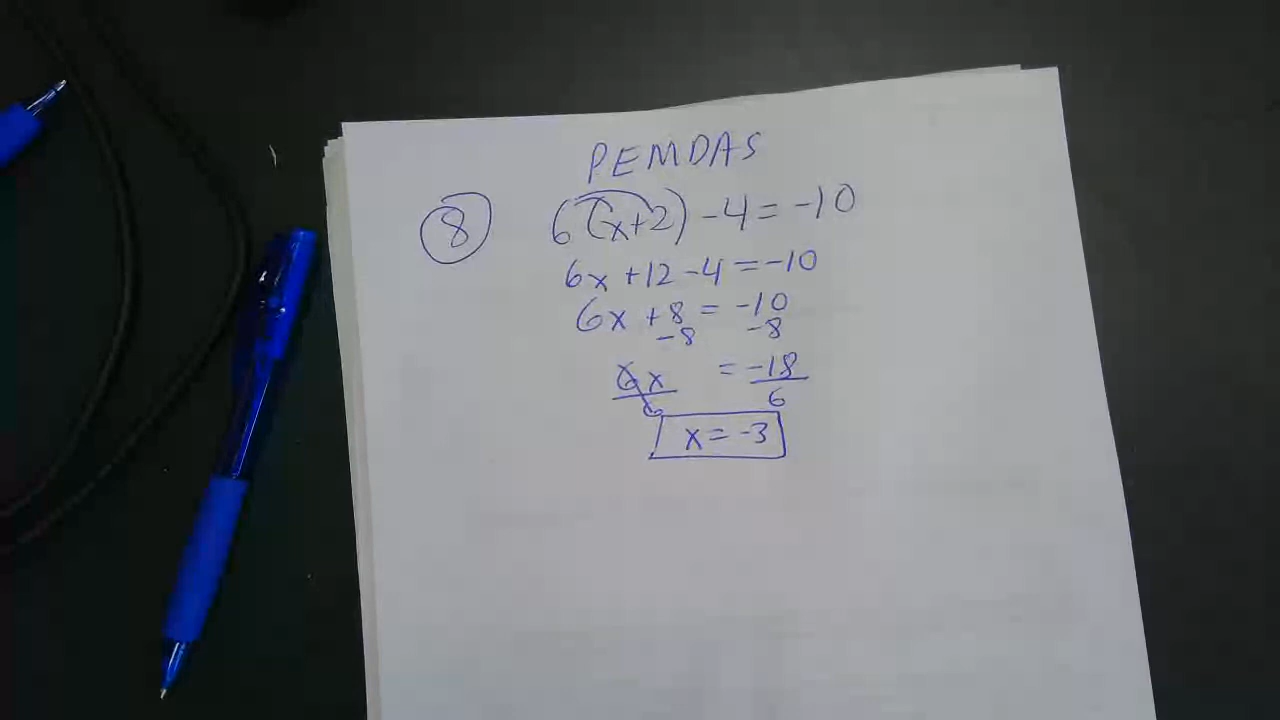 PEMDAS
8 6(x+2)-4=-10
6x+12-4=-10
6x+8=-10
-8 -8
6x =-18
6 6
x=-3